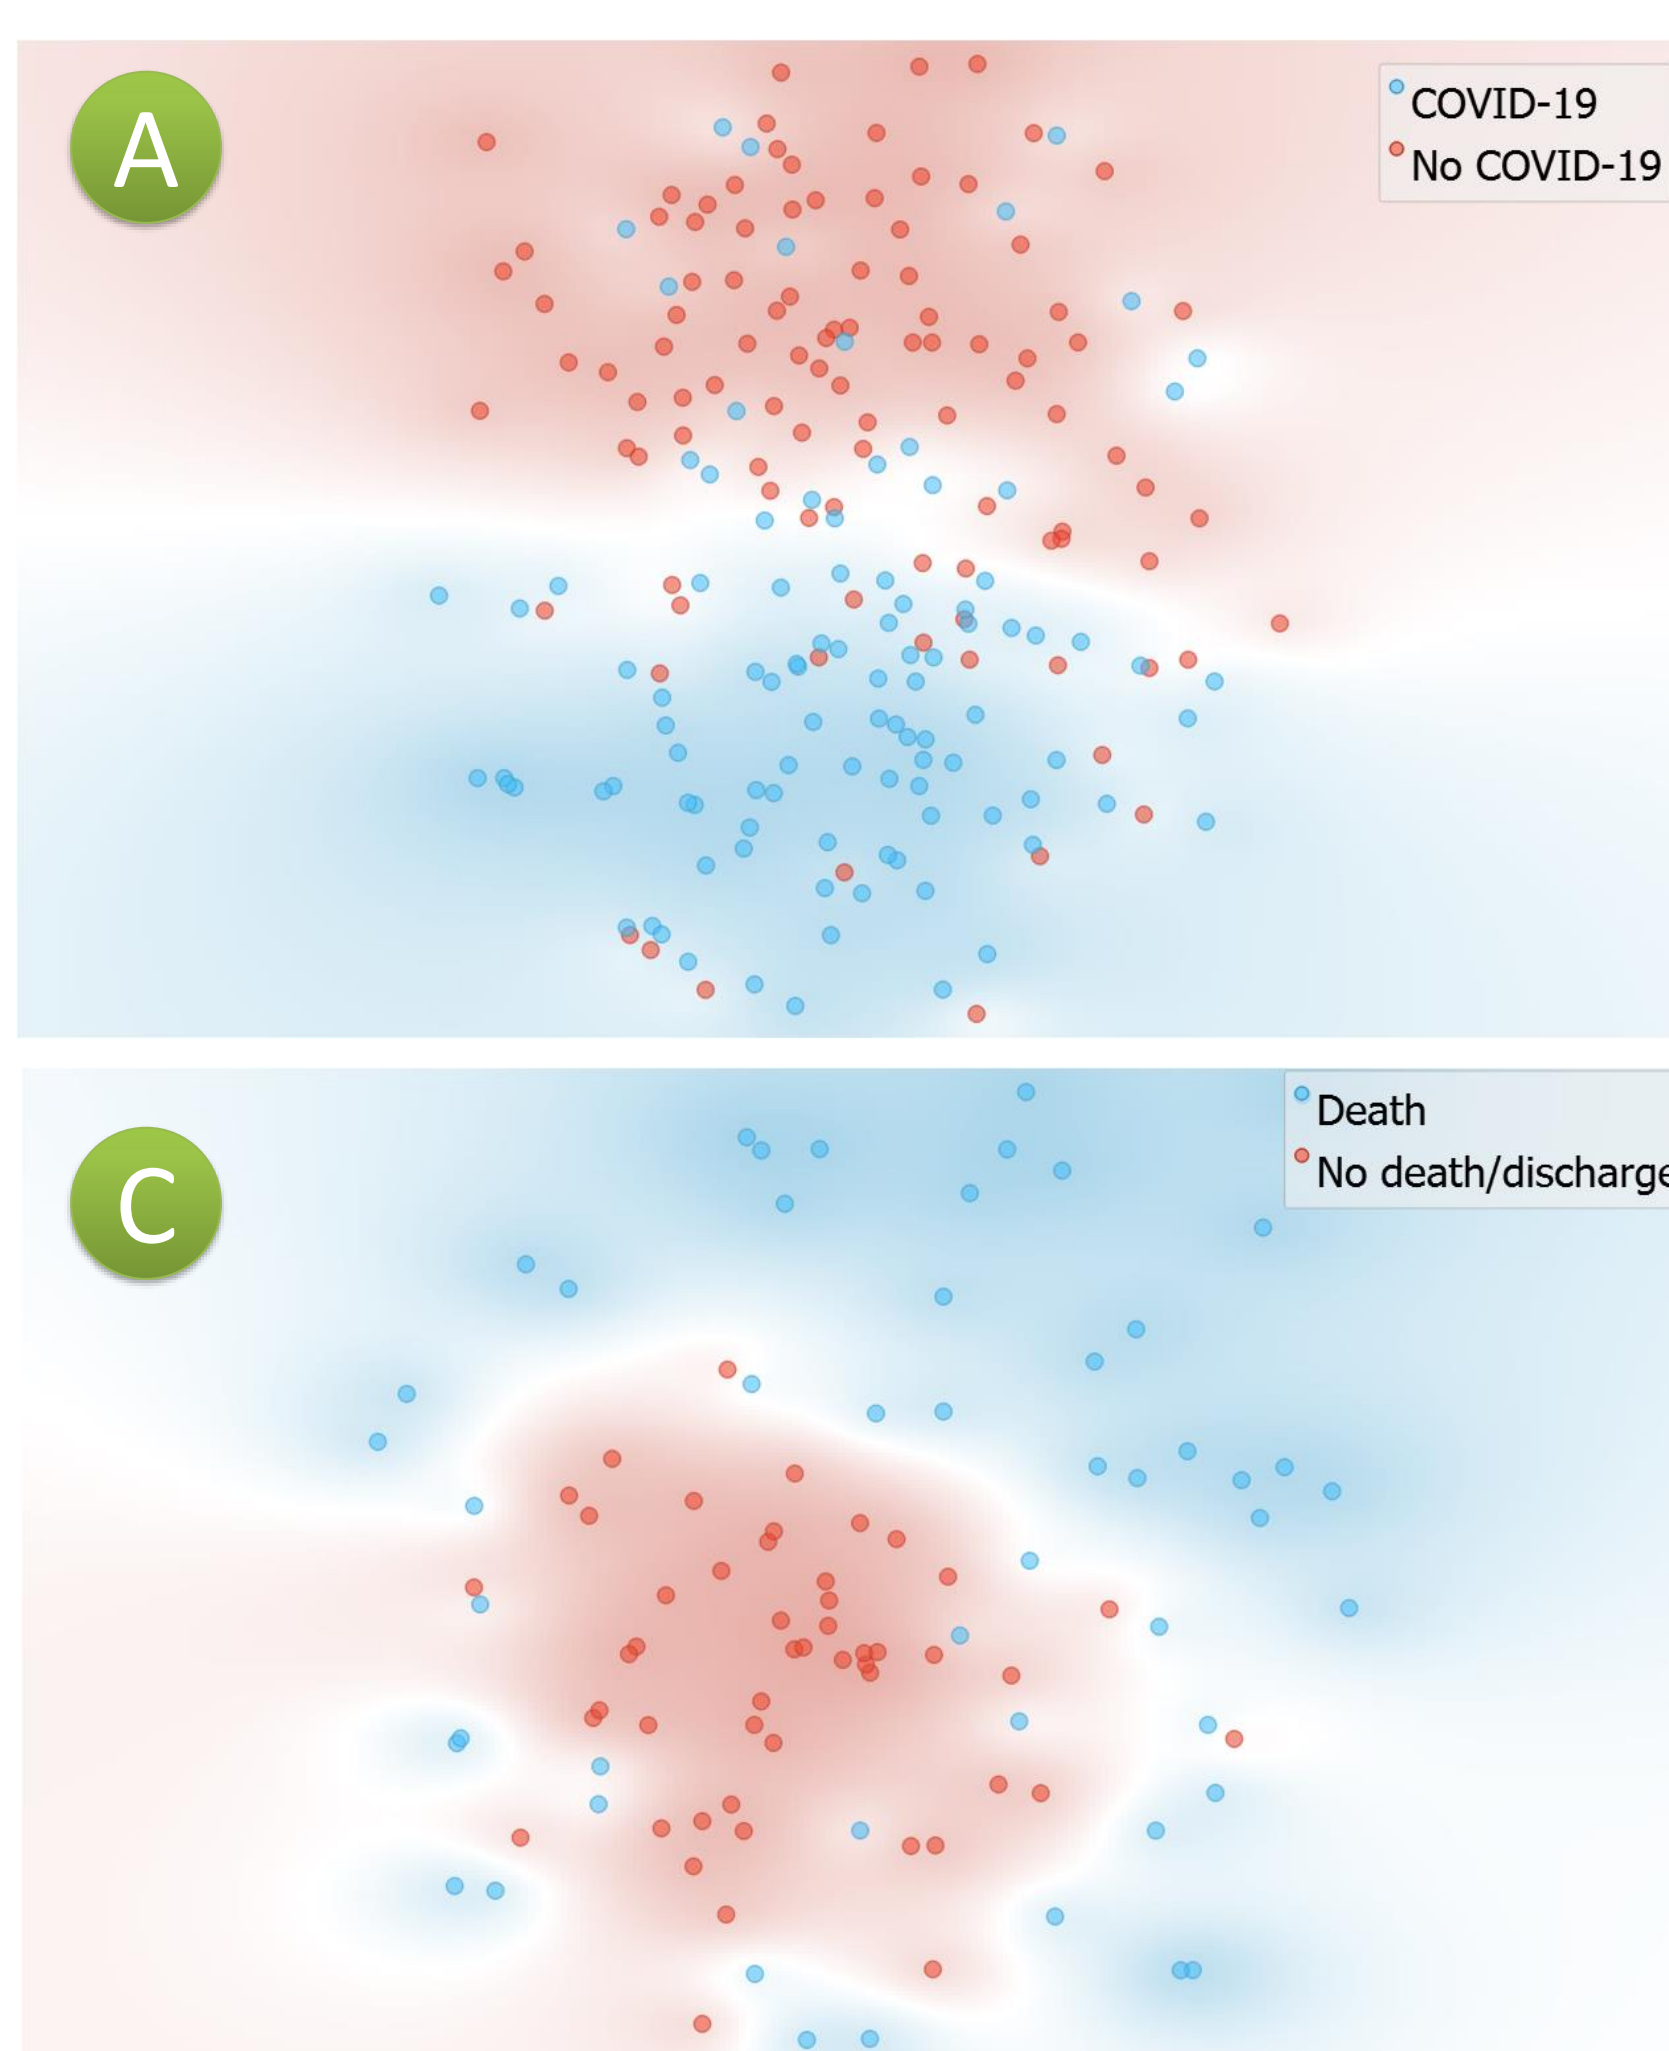 A
COVID-19
No COVID-19
C
Death
No death/discharge